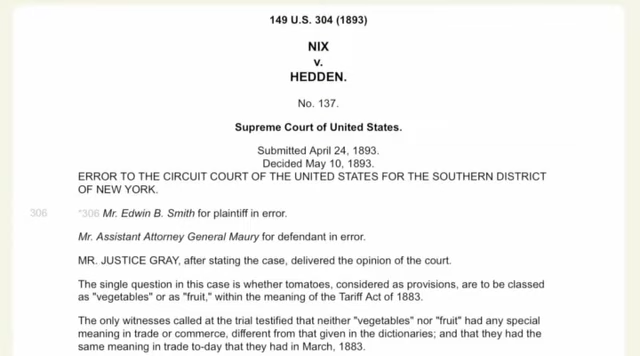 149 U.S. 304 (1893)
NIX
v.
HEDDEN.
No. 137.
Supreme Court of United States.
Submitted April 24, 1893.
Decided May 10, 1893.
ERROR TO THE CIRCUIT COURT OF THE UNITED STATES FOR THE SOUTHERN DISTRICT
OF NEW YORK.
306 *306 Mr. Edwin B. Smith for plaintiff in error.
Mr. Assistant Attorney General Maury for defendant in error.
MR. JUSTICE GRAY, after stating the case, delivered the opinion of the court.
The single question in this case is whether tomatoes, considered as provisions, are to be classed
as "vegetables" or as "fruit," within the meaning of the Tariff Act of 1883.
The only witnesses called at the trial testified that neither "vegetables" nor "fruit" had any special
meaning in trade or commerce, different from that given in the dictionaries; and that they had the
same meaning in trade to-day that they had in March, 1883.